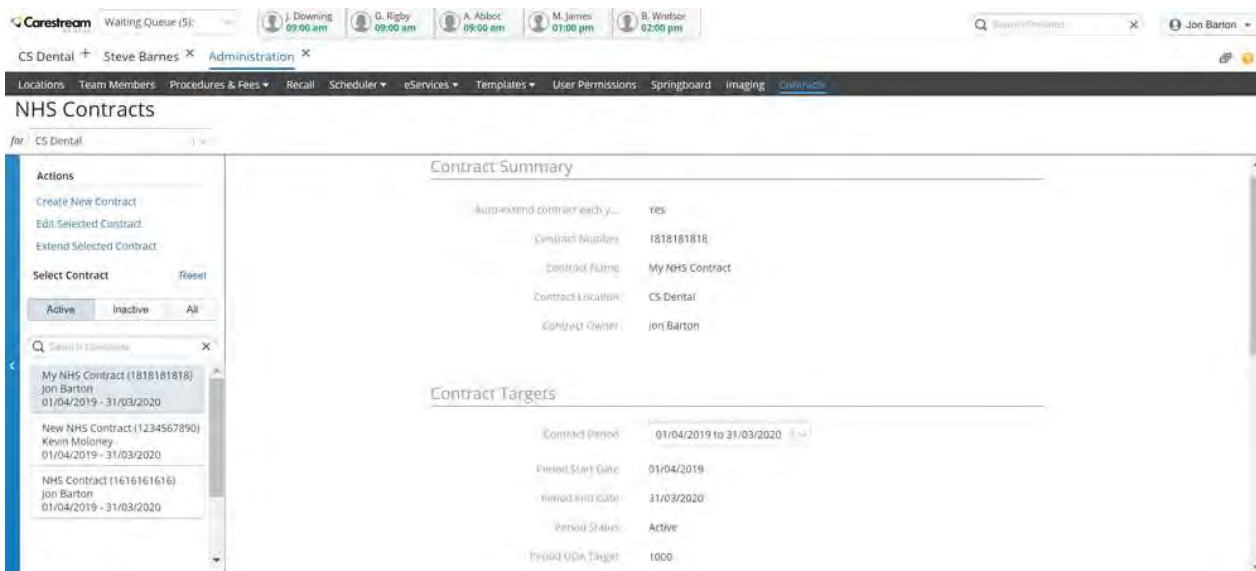 Carestream Waiting Queue (5):
DENTAL
J. Downing 09:00 am
G. Rigby 09:00 am
A. Abbot 09:00 am
M. James 01:00 pm
B. Windsor 02:00 pm
Jon Barton
CS Dental + Steve Barnes × Administration ×
Locations Team Members Procedures & Fees Recall Scheduler eServices Templates User Permissions Springboard Imaging Contracts
NHS Contracts
for CS Dental
Actions
Create New Contract
Edit Selected Contract
Extend Selected Contract
Select Contract Reset
Active Inactive All
Search Contracts
My NHS Contract (1818181818)
Jon Barton
01/04/2019 - 31/03/2020
New NHS Contract (1234567890)
Kevin Moloney
01/04/2019 - 31/03/2020
NHS Contract (1616161616)
Jon Barton
01/04/2019 - 31/03/2020
Contract Summary
Auto-extend contract each y... Yes
Contract Number 1818181818
Contract Name My NHS Contract
Contract Location CS Dental
Contract Owner Jon Barton
Contract Targets
Contract Period 01/04/2019 to 31/03/2020
Period Start Date 01/04/2019
Period End Date 31/03/2020
Period Status Active
Period UDA Target 1000